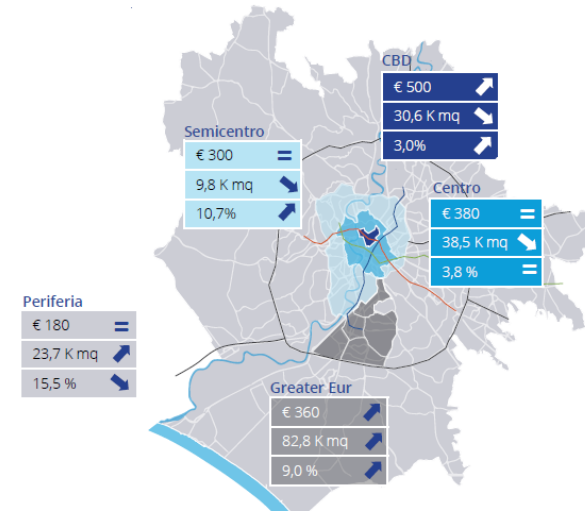 CBD
€ 500
30,6 K mq
3,0%
Semicentro
€ 300
9,8 K mq
10,7%
Centro
€ 380
38,5 K mq
3,8 %
Periferia
€ 180
23,7 K mq
15,5 %
Greater Eur
€ 360
82,8 K mq
9,0 %